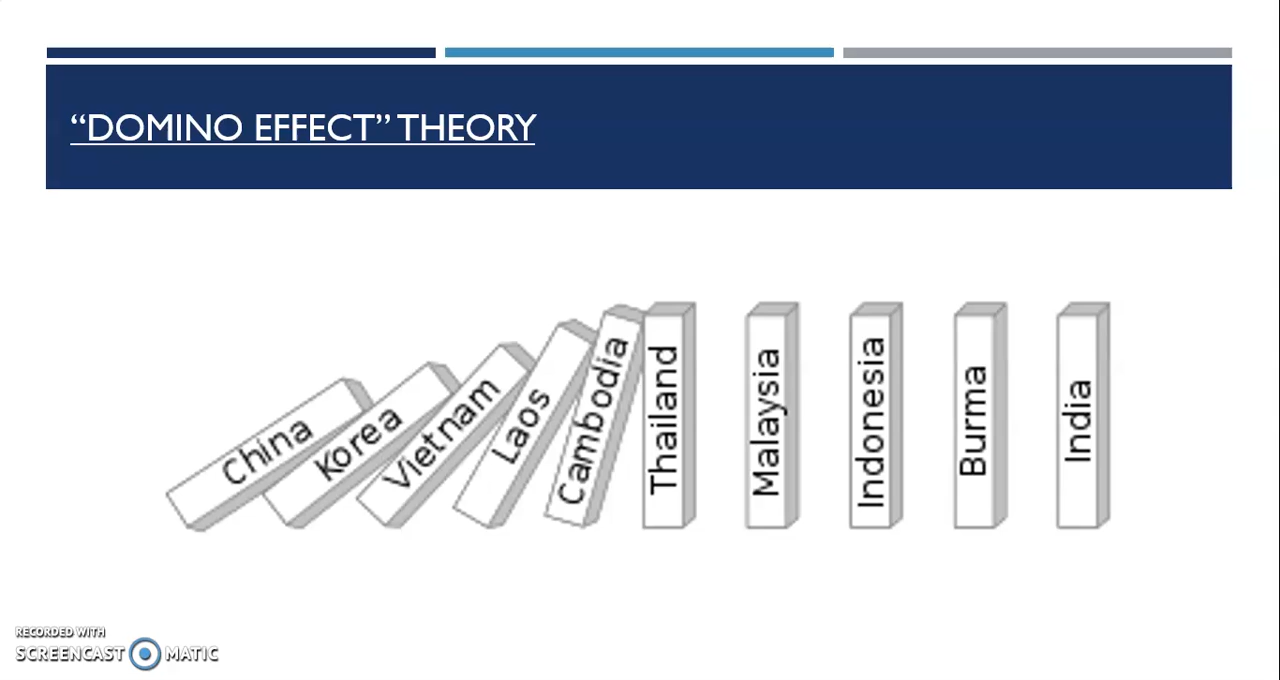 “DOMINO EFFECT” THEORY
China
Korea
Vietnam
Laos
Cambodia
Thailand
Malaysia
Indonesia
Burma
India
RECORDED WITH
SCREENCAST MATIC